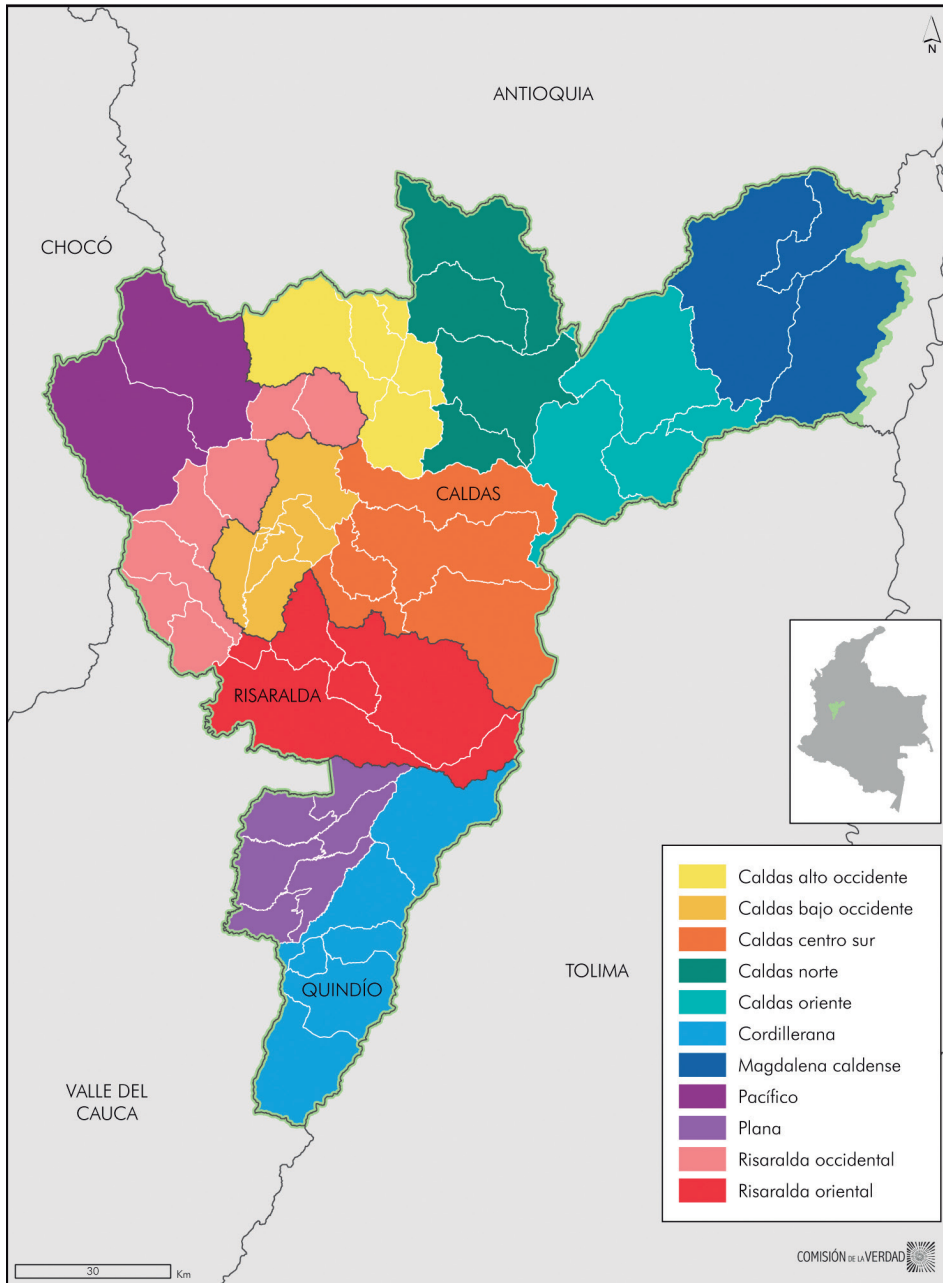 N
ANTIOQUIA
CHOCÓ
CALDAS
RISARALDA
QUINDÍO
TOLIMA
VALLE DEL
CAUCA
Caldas alto occidente
Caldas bajo occidente
Caldas centro sur
Caldas norte
Caldas oriente
Cordillerana
Magdalena caldense
Pacífico
Plana
Risaralda occidental
Risaralda oriental
30 Km
COMISIÓN DE LA VERDAD